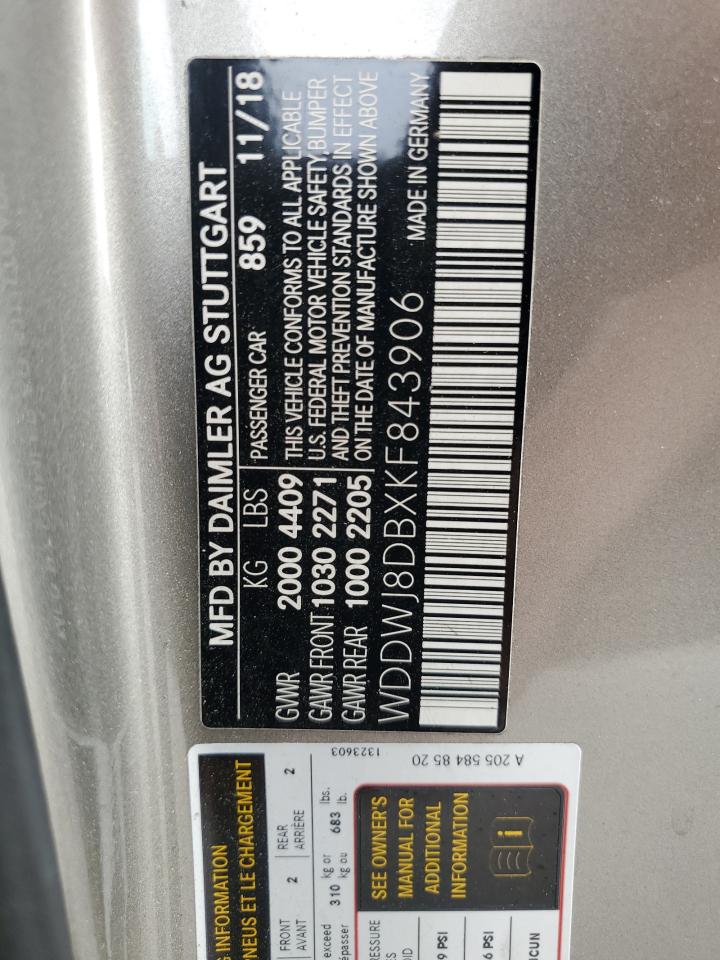 MFD BY DAIMLER AG STUTTGART
KG LBS PASSENGER CAR 859 11/18
GWR 2000 4409 THIS VEHICLE CONFORMS TO ALL APPLICABLE
GAWR FRONT 1030 2271 U.S. FEDERAL MOTOR VEHICLE SAFETY, BUMPER
GAWR REAR 1000 2205 AND THEFT PREVENTION STANDARDS IN EFFECT
ON THE DATE OF MANUFACTURE SHOWN ABOVE
WDDWJ8DBXKF843906 MADE IN GERMANY
INFORMATION
PNEUS ET LE CHARGEMENT
FRONT 2 REAR 2
AVANT ARRIÈRE
exceed 310 kg or 683 lbs.
kg ou lb.
1323603
SEE OWNER'S
MANUAL FOR
ADDITIONAL
INFORMATION
PSI
PSI
A 205 584 85 20